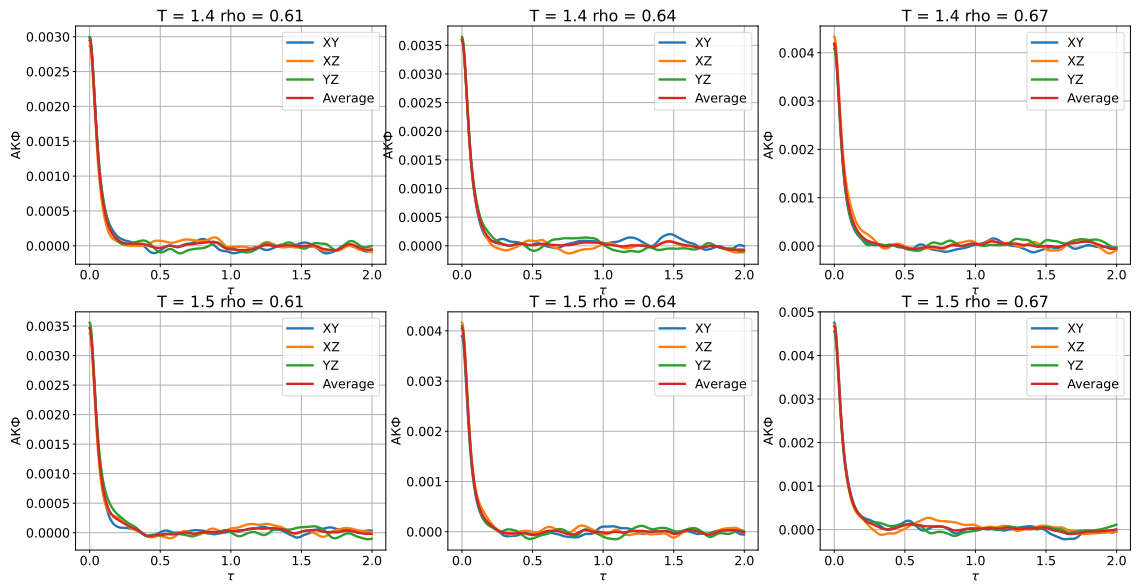 T = 1.4 rho = 0.61
АКФ
0.0030
0.0025
0.0020
0.0015
0.0010
0.0005
0.0000
0.0
0.5
1.0
1.5
2.0
τ
XY
XZ
YZ
Average
T = 1.4 rho = 0.64
АКФ
0.0035
0.0030
0.0025
0.0020
0.0015
0.0010
0.0005
0.0000
0.0
0.5
1.0
1.5
2.0
τ
XY
XZ
YZ
Average
T = 1.4 rho = 0.67
АКФ
0.004
0.003
0.002
0.001
0.000
0.0
0.5
1.0
1.5
2.0
τ
XY
XZ
YZ
Average
T = 1.5 rho = 0.61
АКФ
0.0035
0.0030
0.0025
0.0020
0.0015
0.0010
0.0005
0.0000
0.0
0.5
1.0
1.5
2.0
τ
XY
XZ
YZ
Average
T = 1.5 rho = 0.64
АКФ
0.004
0.003
0.002
0.001
0.000
0.0
0.5
1.0
1.5
2.0
τ
XY
XZ
YZ
Average
T = 1.5 rho = 0.67
АКФ
0.005
0.004
0.003
0.002
0.001
0.000
0.0
0.5
1.0
1.5
2.0
τ
XY
XZ
YZ
Average